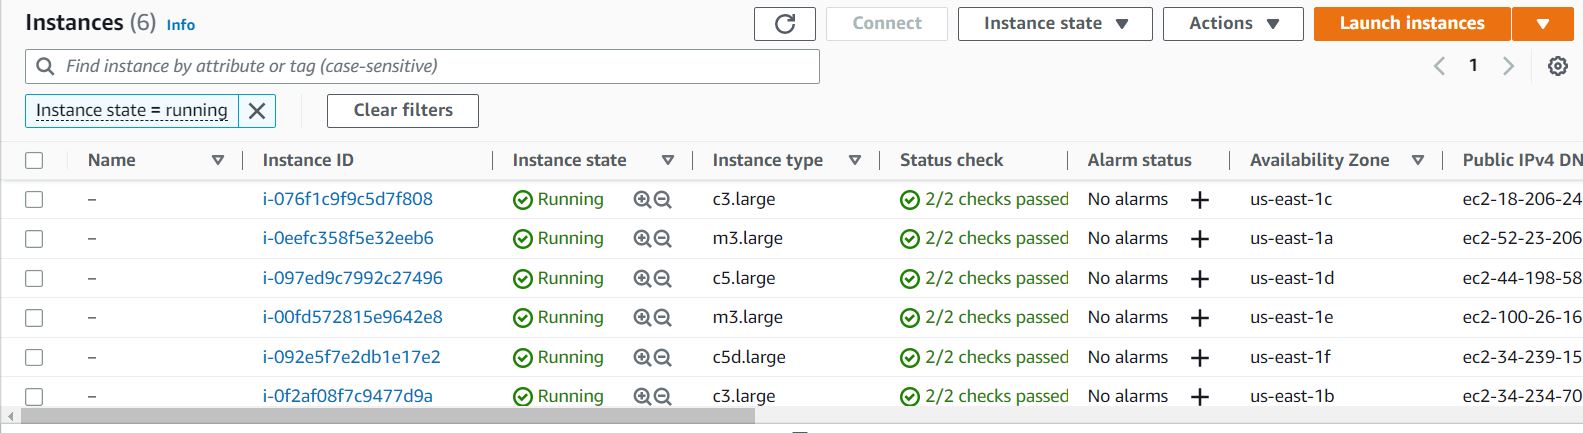 Instances (6) Info Connect Instance state Actions Launch instances
Find instance by attribute or tag (case-sensitive) 1
Instance state = running Clear filters
Name Instance ID Instance state Instance type Status check Alarm status Availability Zone Public IPv4 DN
– i-076f1c9f9c5d7f808 Running c3.large 2/2 checks passed No alarms + us-east-1c ec2-18-206-24
– i-0eefc358f5e32eeb6 Running m3.large 2/2 checks passed No alarms + us-east-1a ec2-52-23-206
– i-097ed9c7992c27496 Running c5.large 2/2 checks passed No alarms + us-east-1d ec2-44-198-58
– i-00fd572815e9642e8 Running m3.large 2/2 checks passed No alarms + us-east-1e ec2-100-26-16
– i-092e5f7e2db1e17e2 Running c5d.large 2/2 checks passed No alarms + us-east-1f ec2-34-239-15
– i-0f2af08f7c9477d9a Running c3.large 2/2 checks passed No alarms + us-east-1b ec2-34-234-70